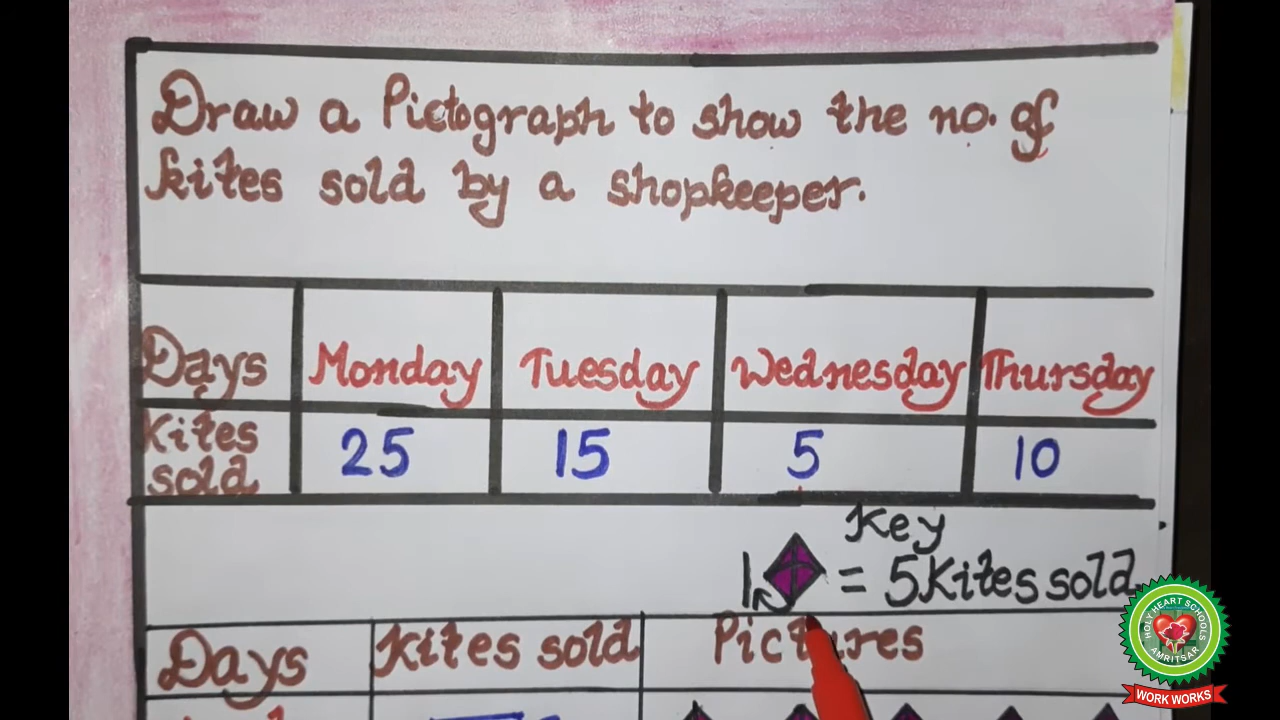 Draw a Pictograph to show the no. of
kites sold by a shopkeeper.
Days Monday Tuesday Wednesday Thursday
Kites sold 25 15 5 10
Key
1 = 5 Kites sold
Days Kites sold Pictures
HOLY HEART SCHOOLS
AMRITSAR
WORK WORKS